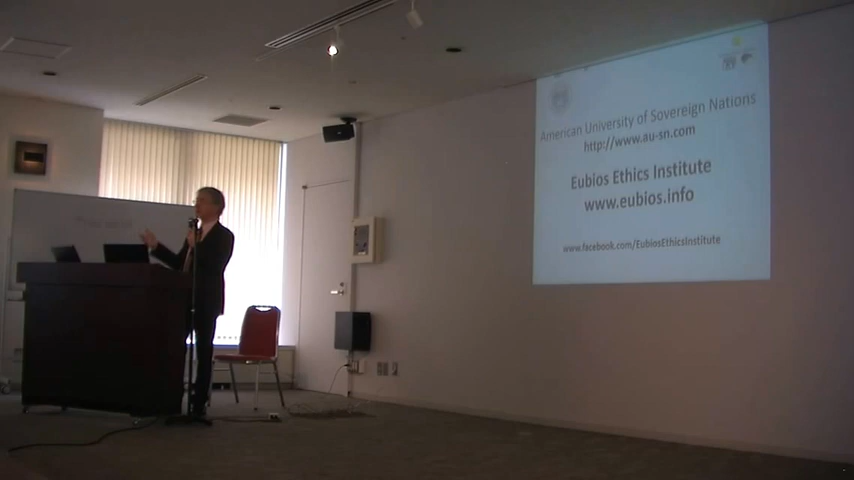 American University of Sovereign Nations
http://www.au-sn.com
Eubios Ethics Institute
www.eubios.info
www.facebook.com/EubiosEthicsInstitute